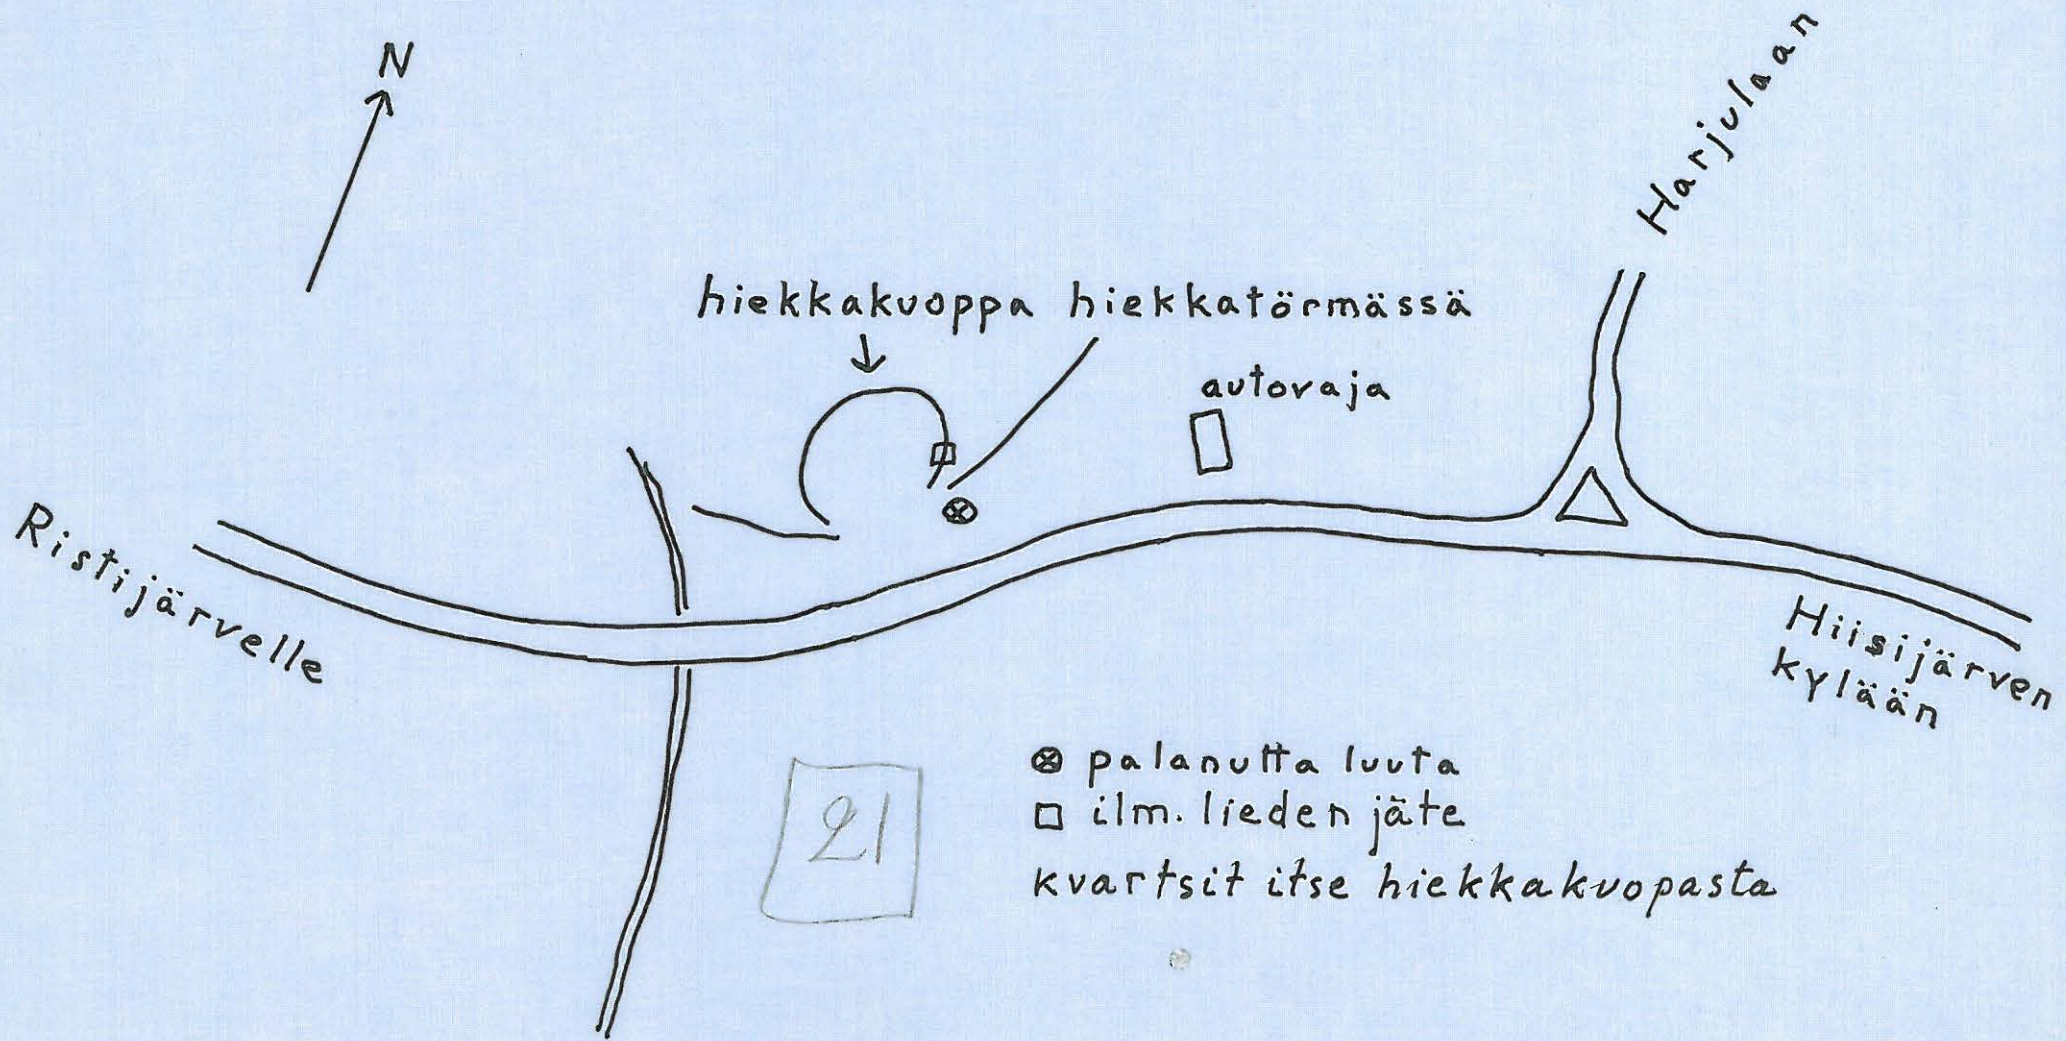 N
Harjulaan
hiekkakuoppa hiekkatörmässä
autovaja
Ristijärvelle
Hiisijärven
kylään
palanutta luuta
ilm. lieden jäte
kvartsit itse hiekkakuopasta
21